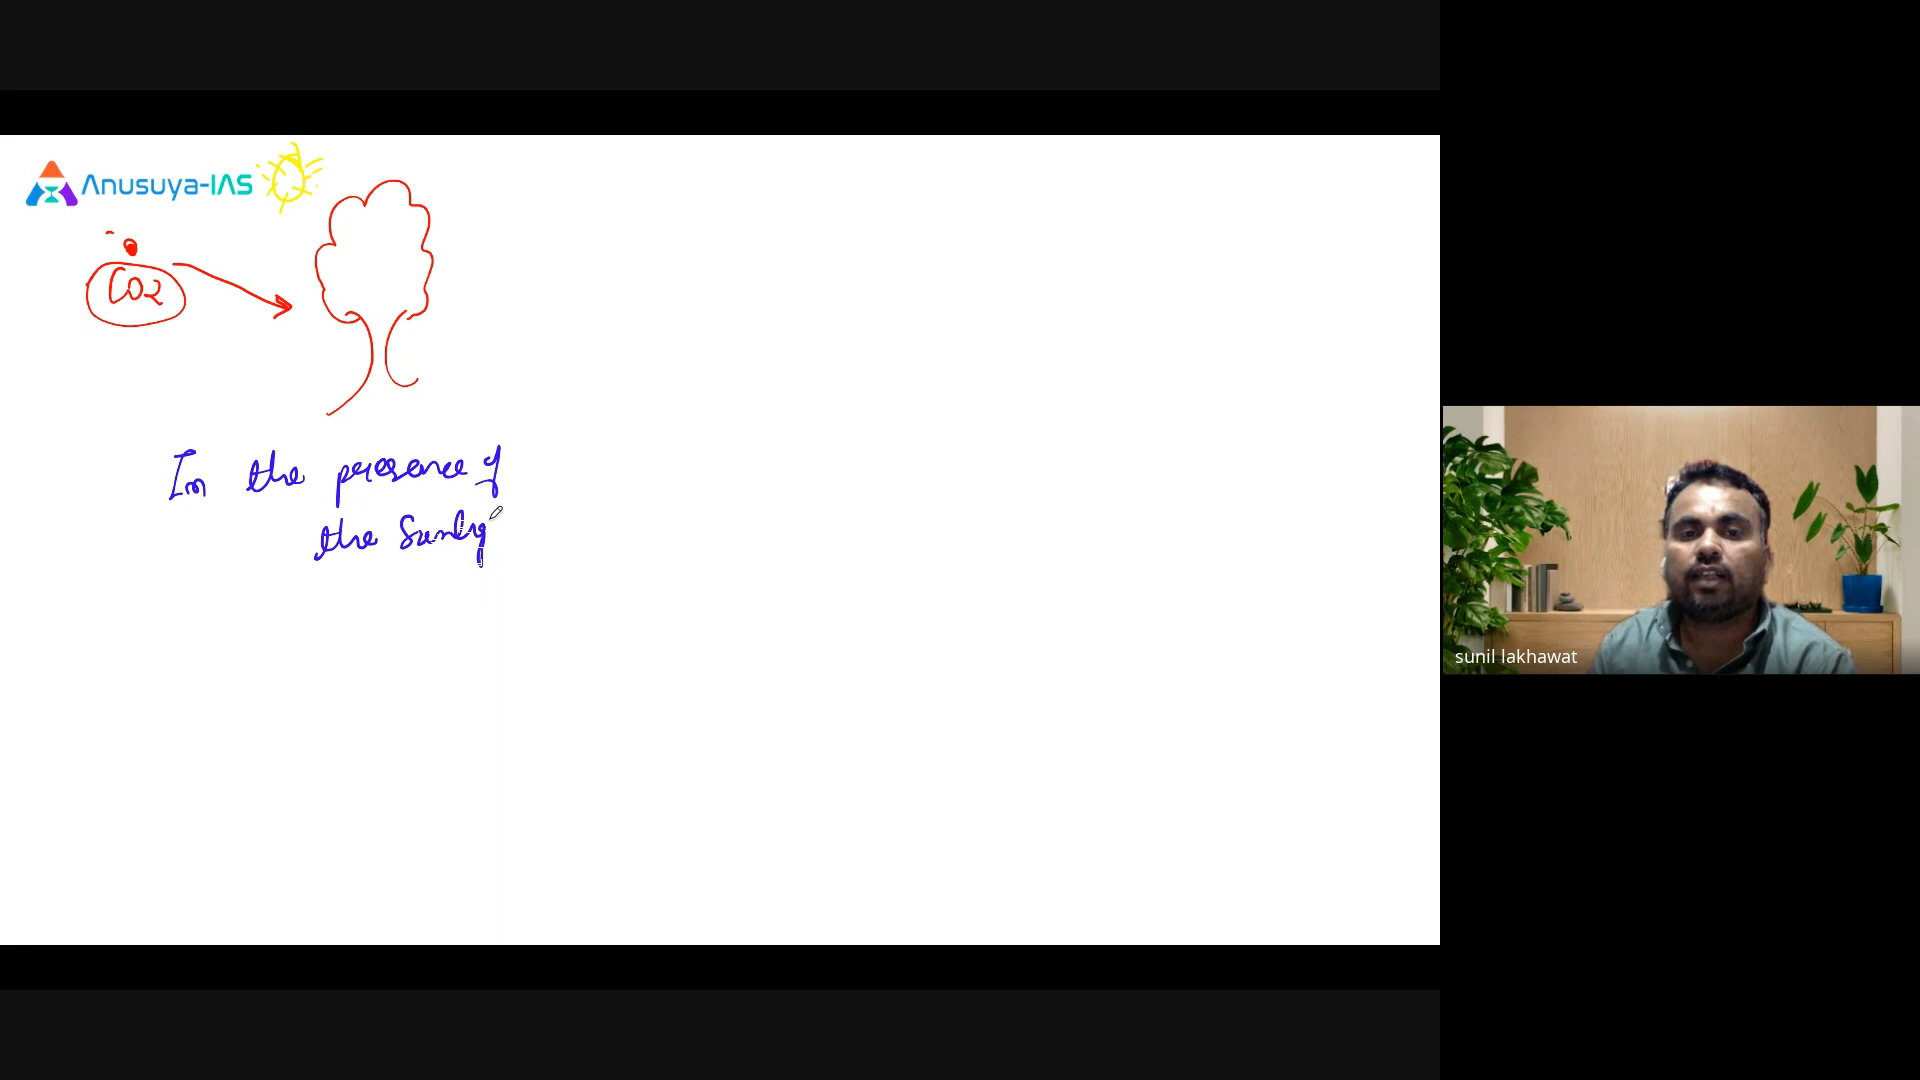 Anusuya-IAS
CO2
In the presence of
the Sunlig
sunil lakhawat